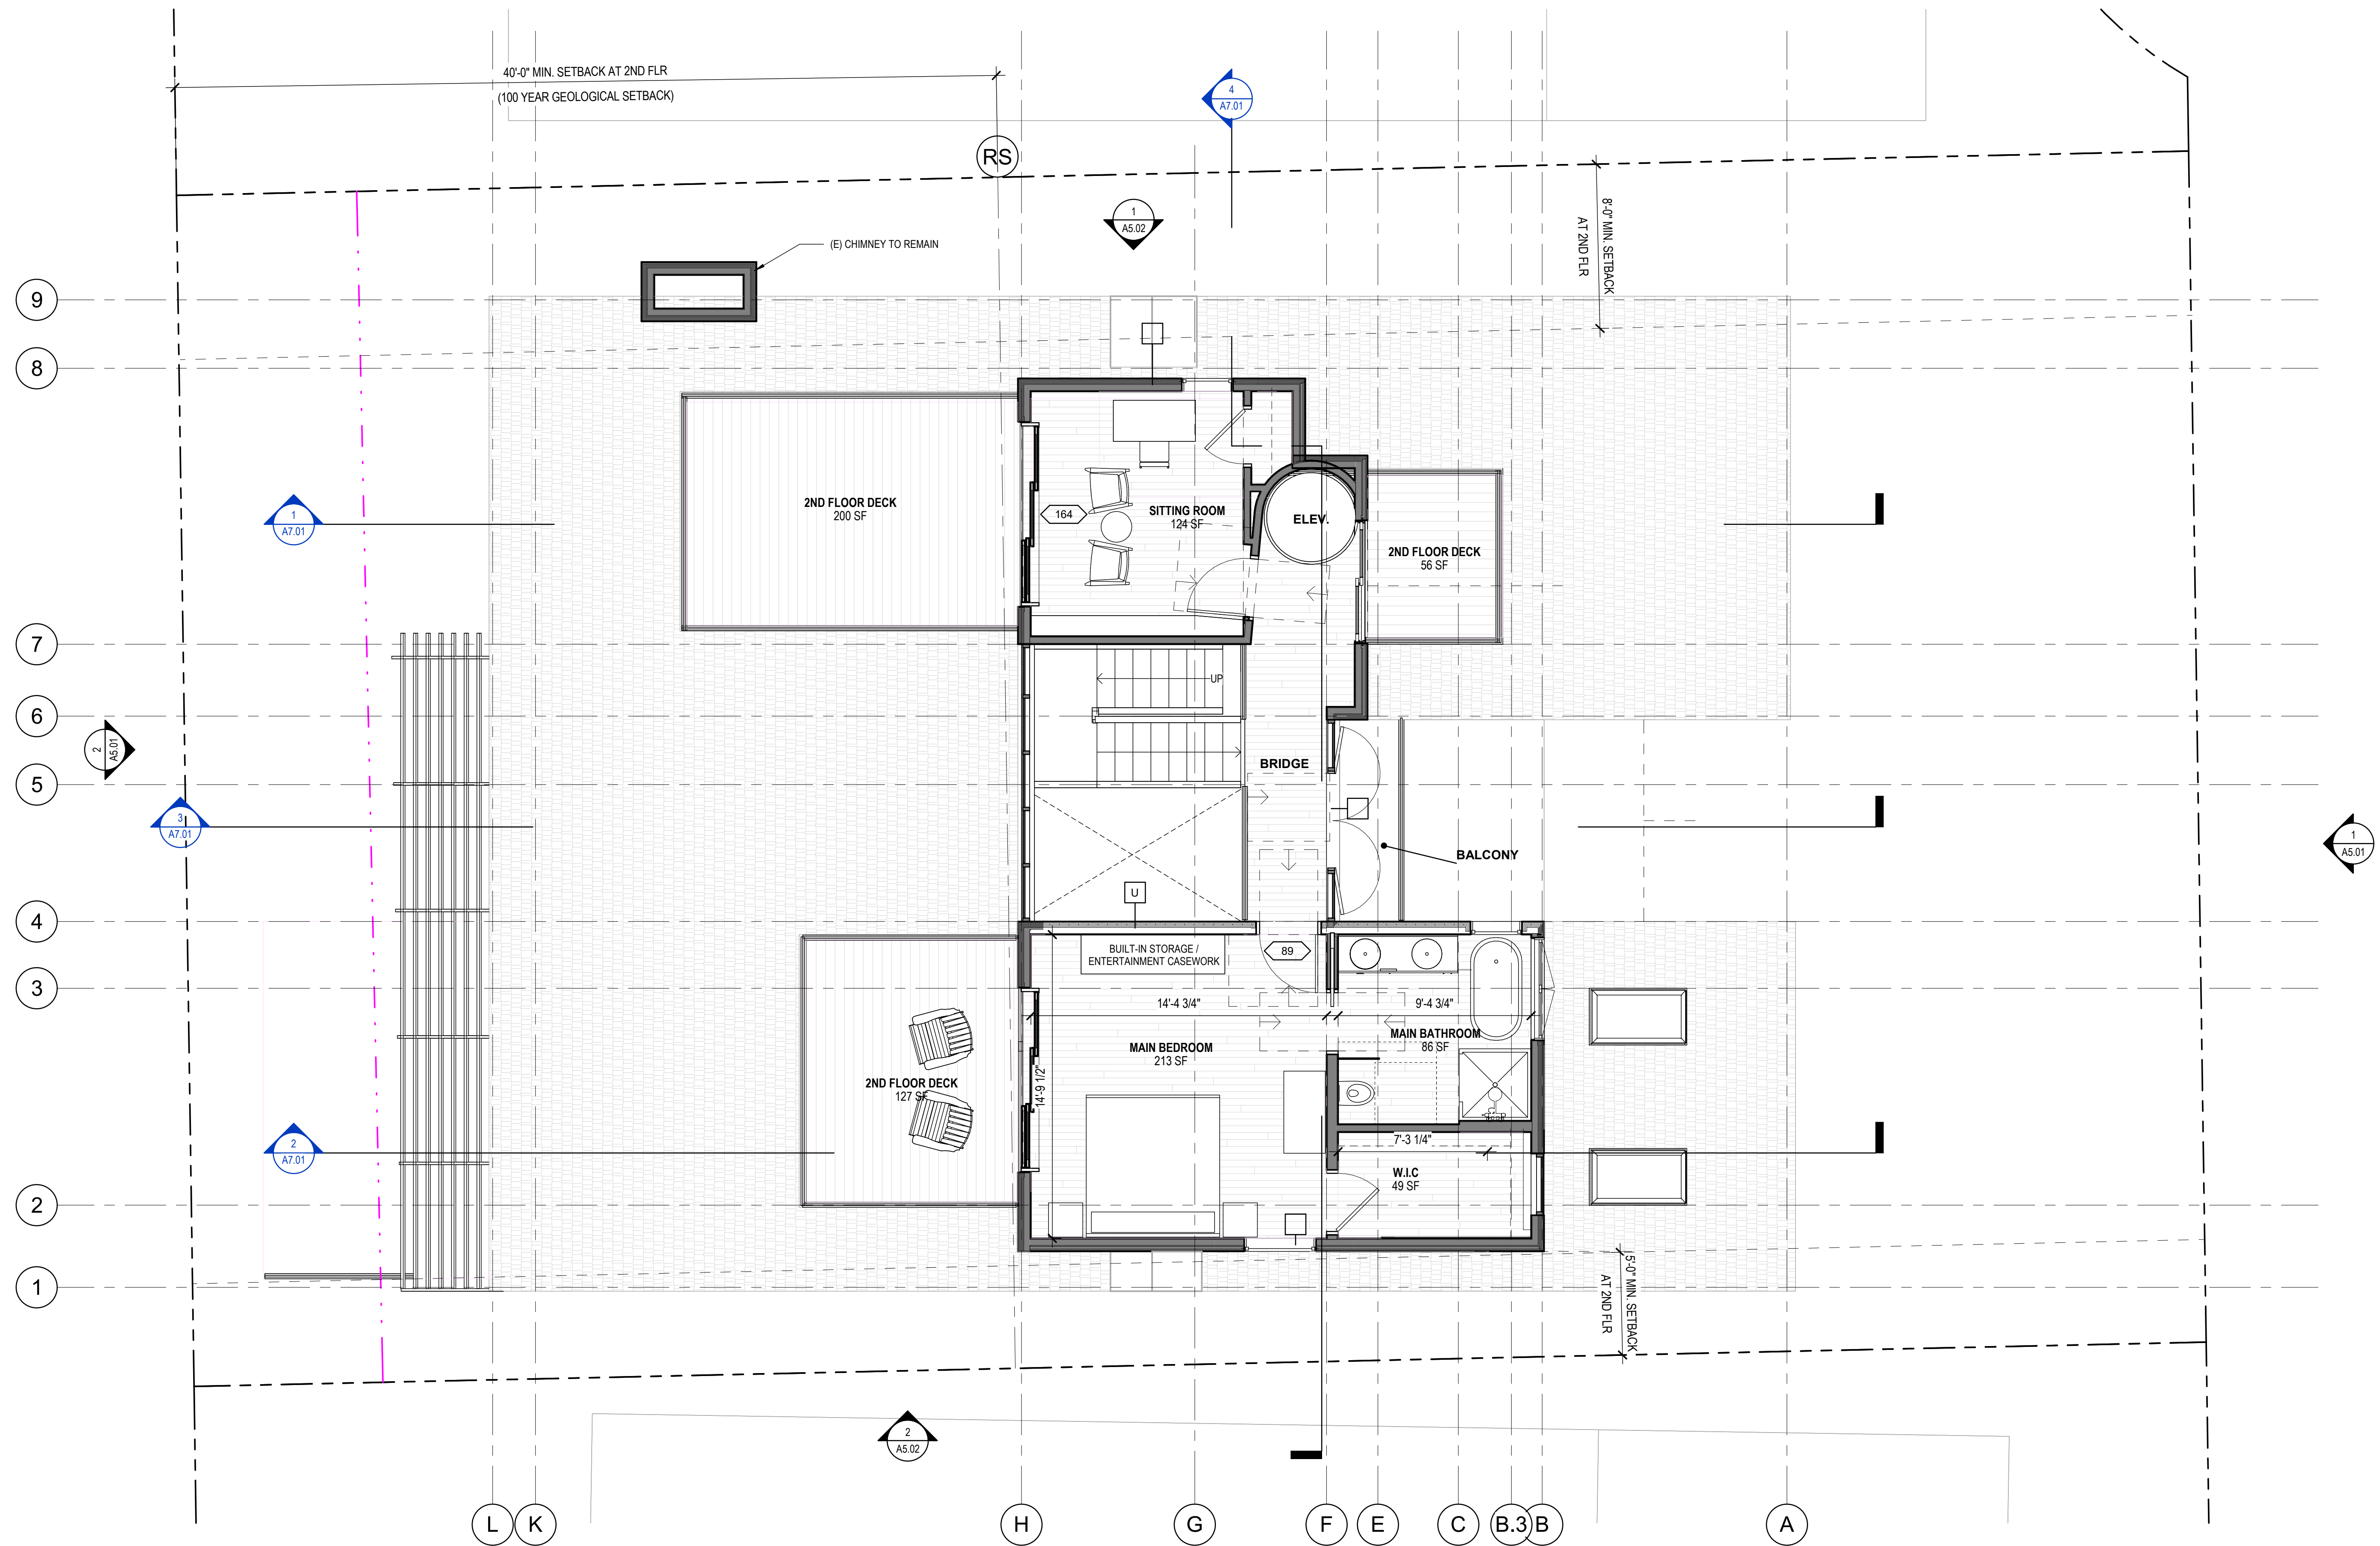 40'-0" MIN. SETBACK AT 2ND FLR
(100 YEAR GEOLOGICAL SETBACK)
4
A7.01
RS
1
A5.02
8'-0" MIN. SETBACK
AT 2ND FLR
(E) CHIMNEY TO REMAIN
9
8
2ND FLOOR DECK
200 SF
164
SITTING ROOM
124 SF
ELEV.
1
A7.01
2ND FLOOR DECK
56 SF
7
UP
6
2
A5.01
BRIDGE
5
3
A7.01
BALCONY
1
A5.01
U
4
BUILT-IN STORAGE /
ENTERTAINMENT CASEWORK
89
3
14'-4 3/4"
9'-4 3/4"
MAIN BATHROOM
86 SF
MAIN BEDROOM
213 SF
14'-9 1/2"
2ND FLOOR DECK
127 SF
2
A7.01
7'-3 1/4"
W.I.C
49 SF
2
5'-0" MIN. SETBACK
AT 2ND FLR
1
2
A5.02
L
K
H
G
F
E
C
B.3
B
A